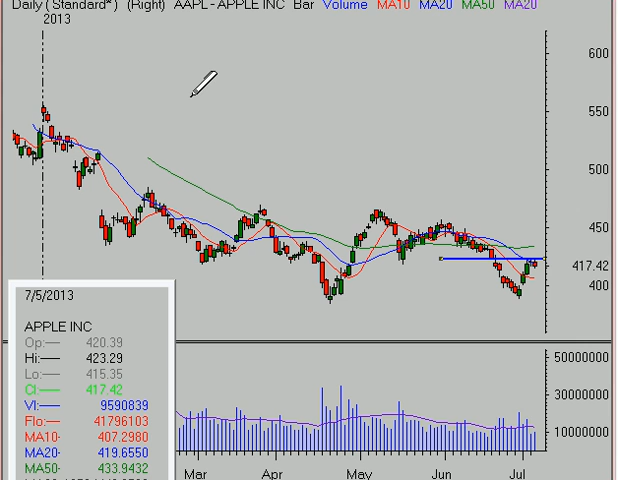 Daily (Standard*) (Right) AAPL - APPLE INC Bar Volume MA10 MA20 MA50 MA20
2013
600
550
500
450
417.42
400
7/5/2013
APPLE INC
Op: 420.39
Hi: 423.29
Lo: 415.35
Cl: 417.42
Vl: 9590839
Flo: 41796103
MA10- 407.2980
MA20- 419.6550
MA50- 433.9432
50000000
30000000
10000000
Mar Apr May Jun Jul